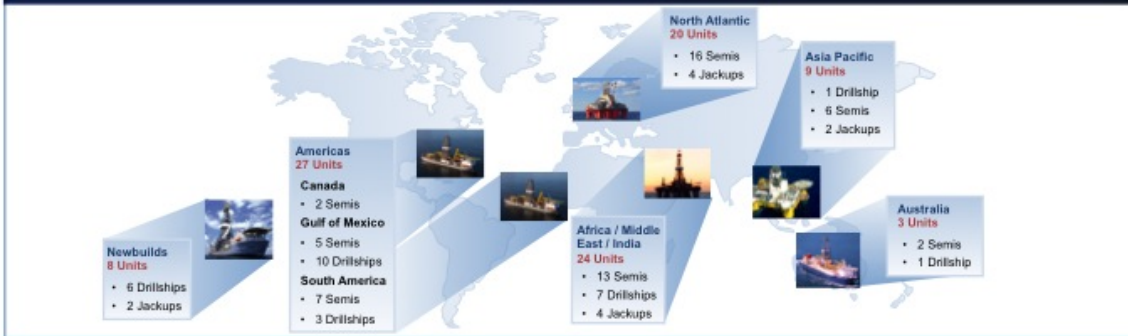 North Atlantic
20 Units
• 16 Semis
• 4 Jackups
Asia Pacific
9 Units
• 1 Drillship
• 6 Semis
• 2 Jackups
Americas
27 Units
Canada
• 2 Semis
Gulf of Mexico
• 5 Semis
• 10 Drillships
South America
• 7 Semis
• 3 Drillships
Newbuilds
8 Units
• 6 Drillships
• 2 Jackups
Africa / Middle
East / India
24 Units
• 13 Semis
• 7 Drillships
• 4 Jackups
Australia
3 Units
• 2 Semis
• 1 Drillship